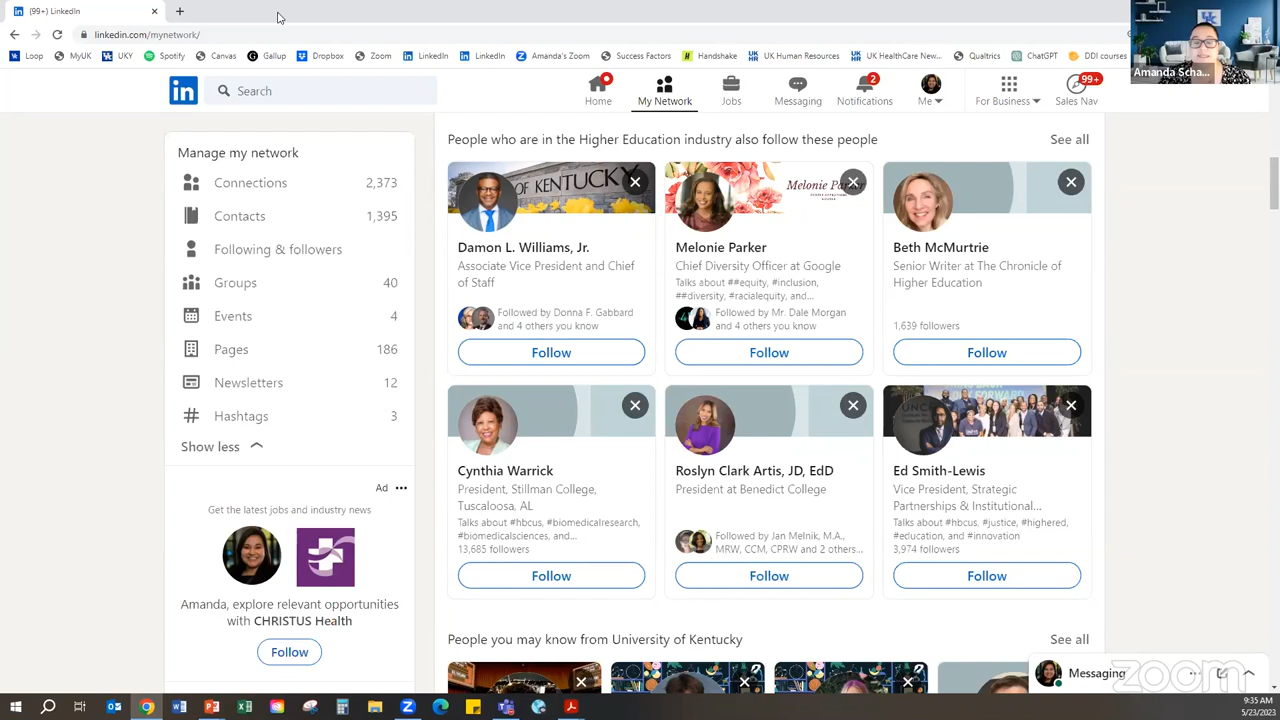 (99+) LinkedIn
linkedin.com/mynetwork/
Loop MyUK UKY Spotify Canvas Gallup Dropbox Zoom LinkedIn LinkedIn Amanda's Zoom Success Factors Handshake UK Human Resources UK HealthCare New... Qualtrics ChatGPT DDI courses
Amanda Scha...
in Search
Home My Network Jobs Messaging 2 Notifications Me For Business 99+ Sales Nav
Manage my network
Connections 2,373
Contacts 1,395
Following & followers
Groups 40
Events 4
Pages 186
Newsletters 12
Hashtags 3
Show less
Ad
Get the latest jobs and industry news
Amanda, explore relevant opportunities
with CHRISTUS Health
Follow
People who are in the Higher Education industry also follow these people
See all
OF KENTUCKY
Damon L. Williams, Jr.
Associate Vice President and Chief
of Staff
Followed by Donna F. Gabbard
and 4 others you know
Follow
Melonie Parker
Melonie Parker
Chief Diversity Officer at Google
Talks about ##equity, #inclusion,
##diversity, #racialequity, and...
Followed by Mr. Dale Morgan
and 4 others you know
Follow
Beth McMurtrie
Senior Writer at The Chronicle of
Higher Education
1,639 followers
Follow
Cynthia Warrick
President, Stillman College,
Tuscaloosa, AL
Talks about #hbcus, #biomedicalresearch,
#biomedicalsciences, and...
13,685 followers
Follow
Roslyn Clark Artis, JD, EdD
President at Benedict College
Followed by Jan Melnik, M.A.,
MRW, CCM, CPRW and 2 others...
Follow
Ed Smith-Lewis
Vice President, Strategic
Partnerships & Institutional...
Talks about #hbcus, #justice, #highered,
#education, and #innovation
3,974 followers
Follow
People you may know from University of Kentucky
See all
Messaging
zoom
9:35 AM
5/23/2023